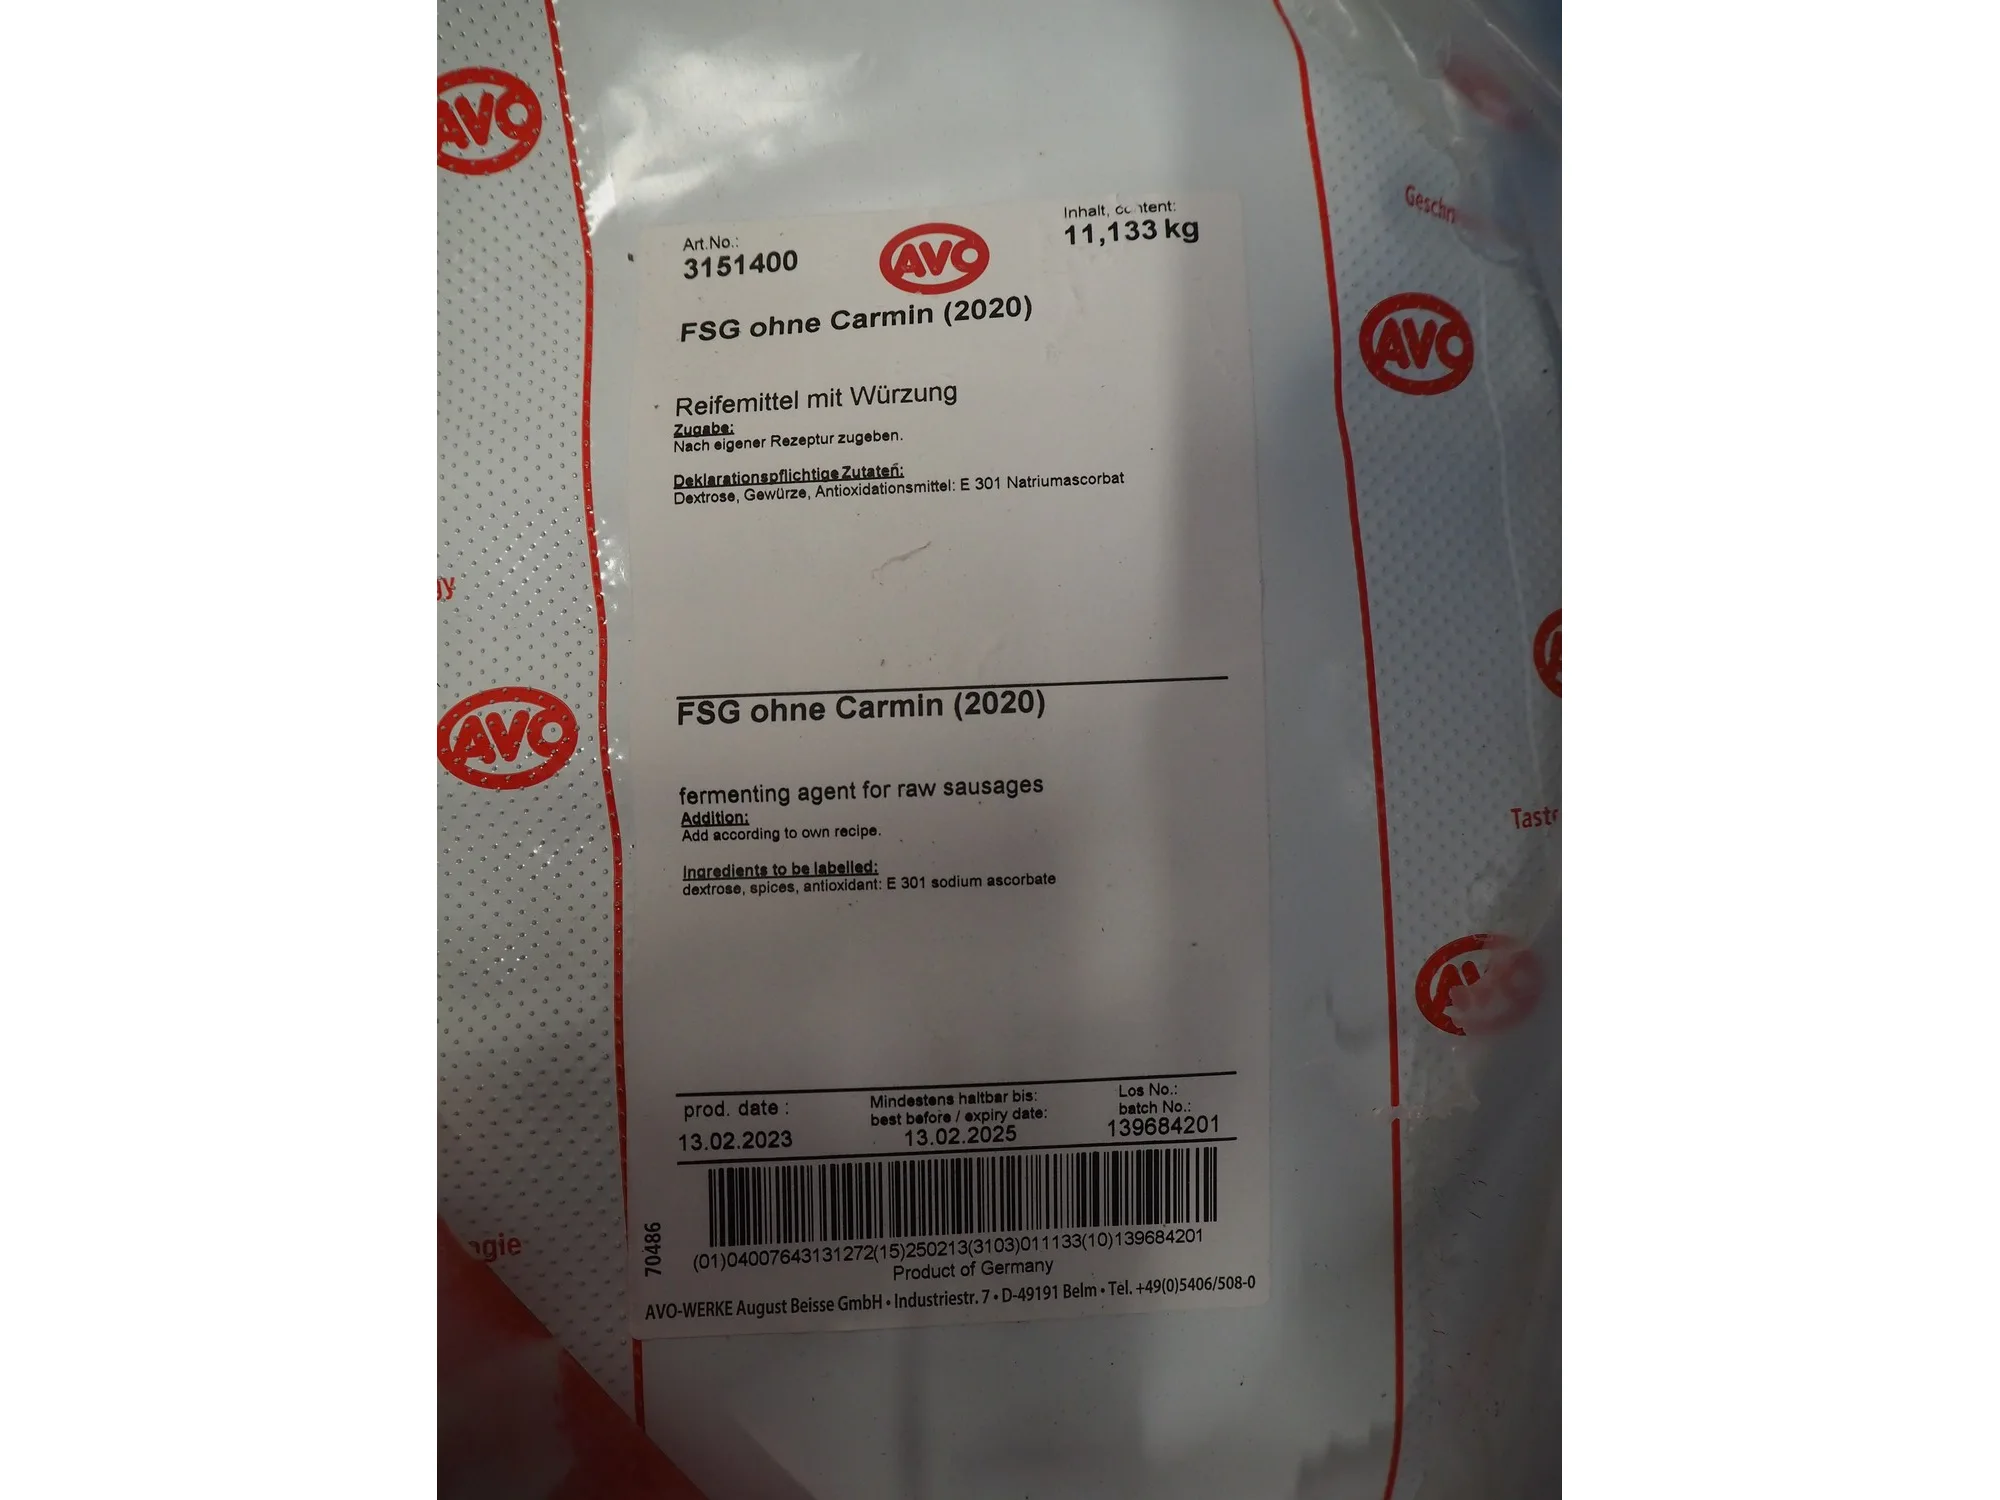 AVO
Geschm
Art.No.:
3151400
AVO
Inhalt, content:
11,133 kg
FSG ohne Carmin (2020)
AVO
Reifemittel mit Würzung
Zugabe:
Nach eigener Rezeptur zugeben.
Deklarationspflichtige Zutaten:
Dextrose, Gewürze, Antioxidationsmittel: E 301 Natriumascorbat
gy
AVO
FSG ohne Carmin (2020)
fermenting agent for raw sausages
Addition:
Add according to own recipe.
Taste
Ingredients to be labelled:
dextrose, spices, antioxidant: E 301 sodium ascorbate
AVO
prod. date :
13.02.2023
Mindestens haltbar bis:
best before / expiry date:
13.02.2025
Los No.:
batch No.:
139684201
70486
(01)04007643131272(15)250213(3103)011133(10)139684201
Product of Germany
ogie
AVO-WERKE August Beisse GmbH • Industriestr. 7 • D-49191 Belm • Tel. +49(0)5406/508-0